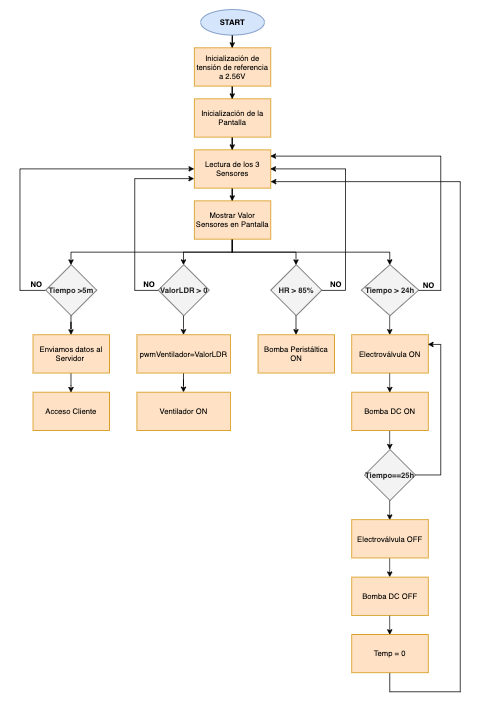 START
Inicialización de
tensión de referencia
a 2.56V
Inicialización de la
Pantalla
Lectura de los 3
Sensores
Mostrar Valor
Sensores en Pantalla
NO
Tiempo >5m
NO
ValorLDR > 0
HR > 85%
NO
Tiempo > 24h
NO
Enviamos datos al
Servidor
pwmVentilador=ValorLDR
Bomba Peristáltica
ON
Electroválvula ON
Acceso Cliente
Ventilador ON
Bomba DC ON
Tiempo==25h
Electroválvula OFF
Bomba DC OFF
Temp = 0